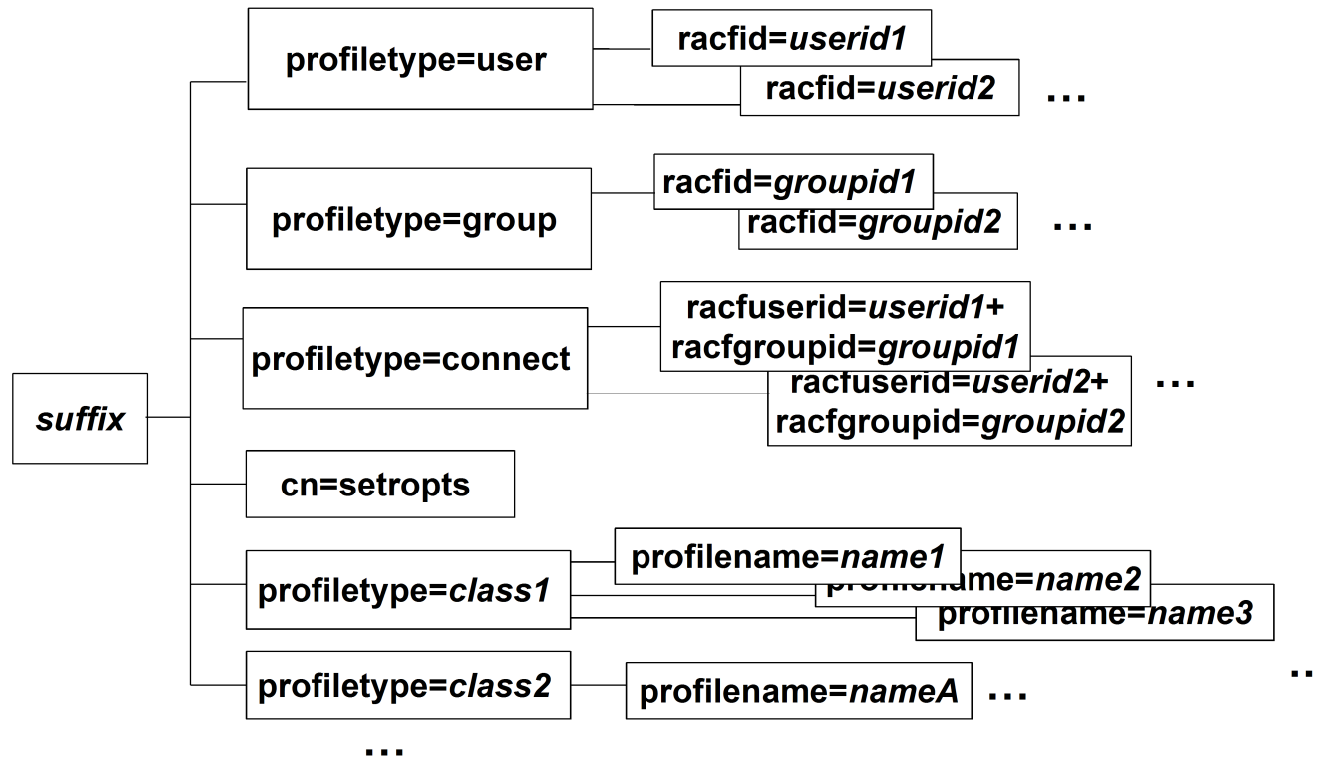 profiletype=user
racfid=userid1
racfid=userid2
...
profiletype=group
racfid=groupid1
racfid=groupid2
...
profiletype=connect
racfuserid=userid1+
racfgroupid=groupid1
racfuserid=userid2+
racfgroupid=groupid2
...
suffix
cn=setropts
profiletype=class1
profilename=name1
profilename=name2
profilename=name3
..
profiletype=class2
profilename=nameA
...
...